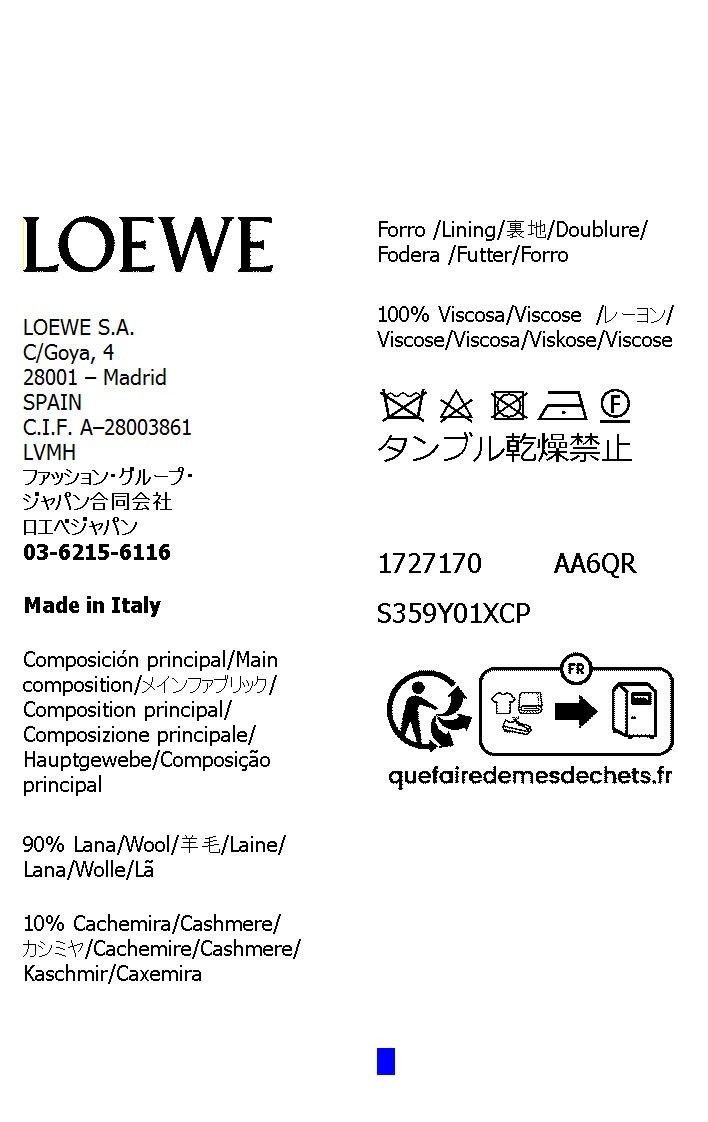 LOEWE
LOEWE S.A.
C/Goya, 4
28001 – Madrid
SPAIN
C.I.F. A–28003861
LVMH
ファッション・グループ・
ジャパン合同会社
ロエベジャパン
03-6215-6116
Made in Italy
Composición principal/Main
composition/メインファブリック/
Composition principal/
Composizione principale/
Hauptgewebe/Composição
principal
90% Lana/Wool/羊毛/Laine/
Lana/Wolle/Lã
10% Cachemira/Cashmere/
カシミヤ/Cachemire/Cashmere/
Kaschmir/Caxemira
Forro /Lining/裏地/Doublure/
Fodera /Futter/Forro
100% Viscosa/Viscose /レーヨン/
Viscose/Viscosa/Viskose/Viscose
F
タンブル乾燥禁止
1727170 AA6QR
S359Y01XCP
FR
quefairedemesdechets.fr